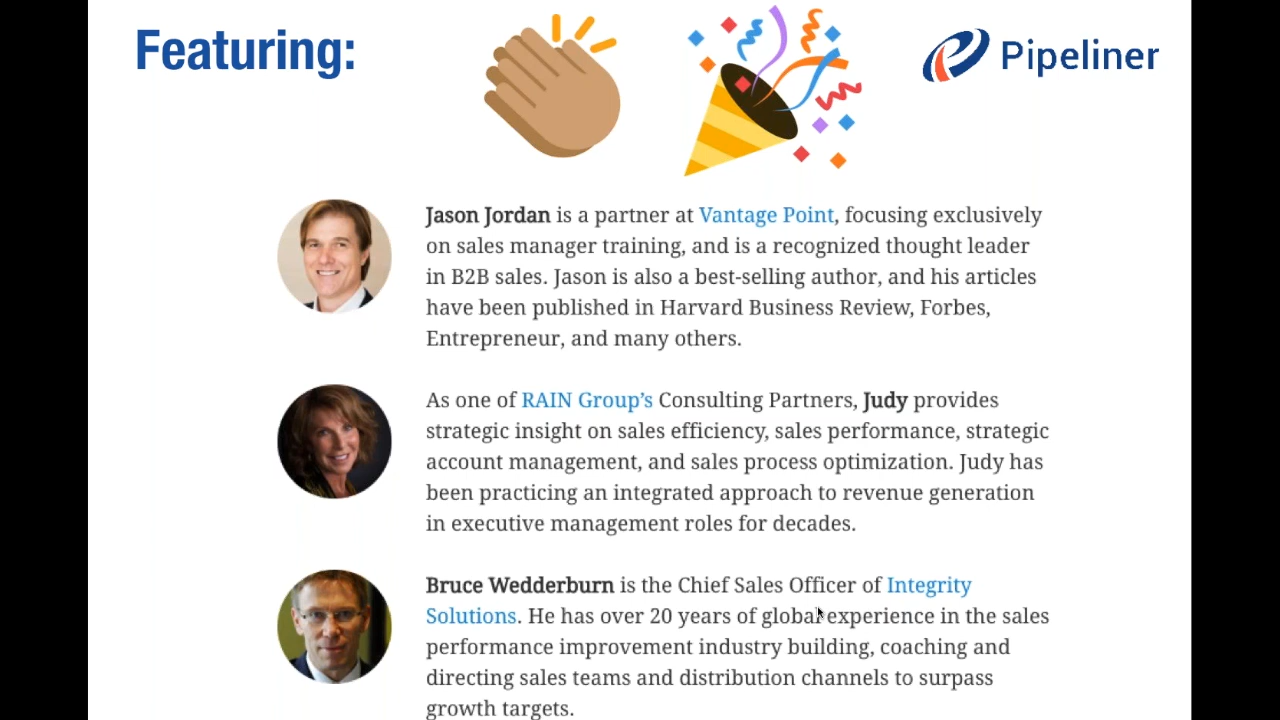 Featuring:
Pipeliner
Jason Jordan is a partner at Vantage Point, focusing exclusively
on sales manager training, and is a recognized thought leader
in B2B sales. Jason is also a best-selling author, and his articles
have been published in Harvard Business Review, Forbes,
Entrepreneur, and many others.
As one of RAIN Group’s Consulting Partners, Judy provides
strategic insight on sales efficiency, sales performance, strategic
account management, and sales process optimization. Judy has
been practicing an integrated approach to revenue generation
in executive management roles for decades.
Bruce Wedderburn is the Chief Sales Officer of Integrity
Solutions. He has over 20 years of global experience in the sales
performance improvement industry building, coaching and
directing sales teams and distribution channels to surpass
growth targets.